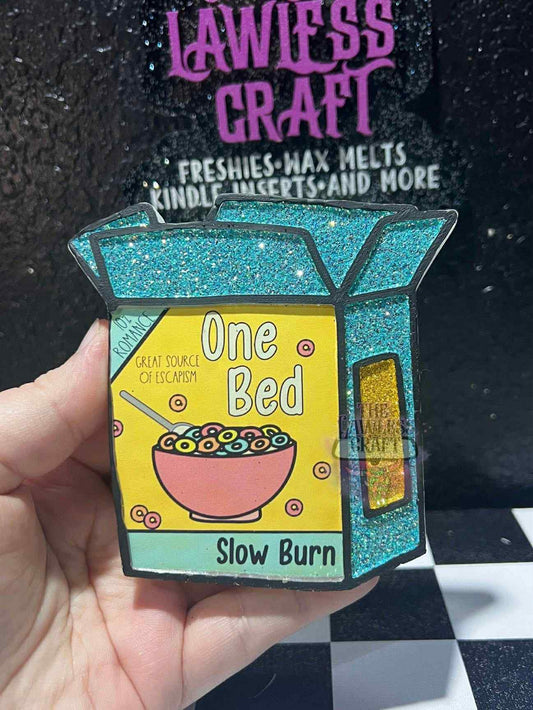 LAWLESS
CRAFT
FRESHIES•WAX MELTS
KINDLE INSERTS•AND MORE
101
ROMANCE
GREAT SOURCE
OF ESCAPISM
One
Bed
THE
LAWLESS
CRAFT
Slow Burn